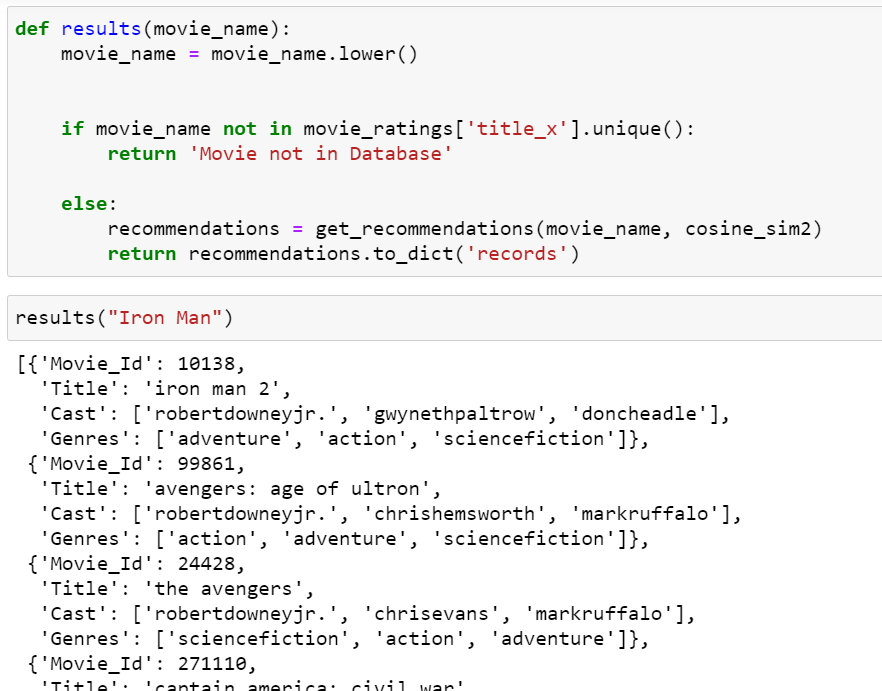 def results(movie_name):
    movie_name = movie_name.lower()
    if movie_name not in movie_ratings['title_x'].unique():
        return 'Movie not in Database'
    else:
        recommendations = get_recommendations(movie_name, cosine_sim2)
        return recommendations.to_dict('records')
results("Iron Man")
[{'Movie_Id': 10138,
  'Title': 'iron man 2',
  'Cast': ['robertdowneyjr.', 'gwynethpaltrow', 'doncheadle'],
  'Genres': ['adventure', 'action', 'sciencefiction']},
 {'Movie_Id': 99861,
  'Title': 'avengers: age of ultron',
  'Cast': ['robertdowneyjr.', 'chrishemsworth', 'markruffalo'],
  'Genres': ['action', 'adventure', 'sciencefiction']},
 {'Movie_Id': 24428,
  'Title': 'the avengers',
  'Cast': ['robertdowneyjr.', 'chrisevans', 'markruffalo'],
  'Genres': ['sciencefiction', 'action', 'adventure']},
 {'Movie_Id': 271110,
  'Title': 'captain america: civil war'